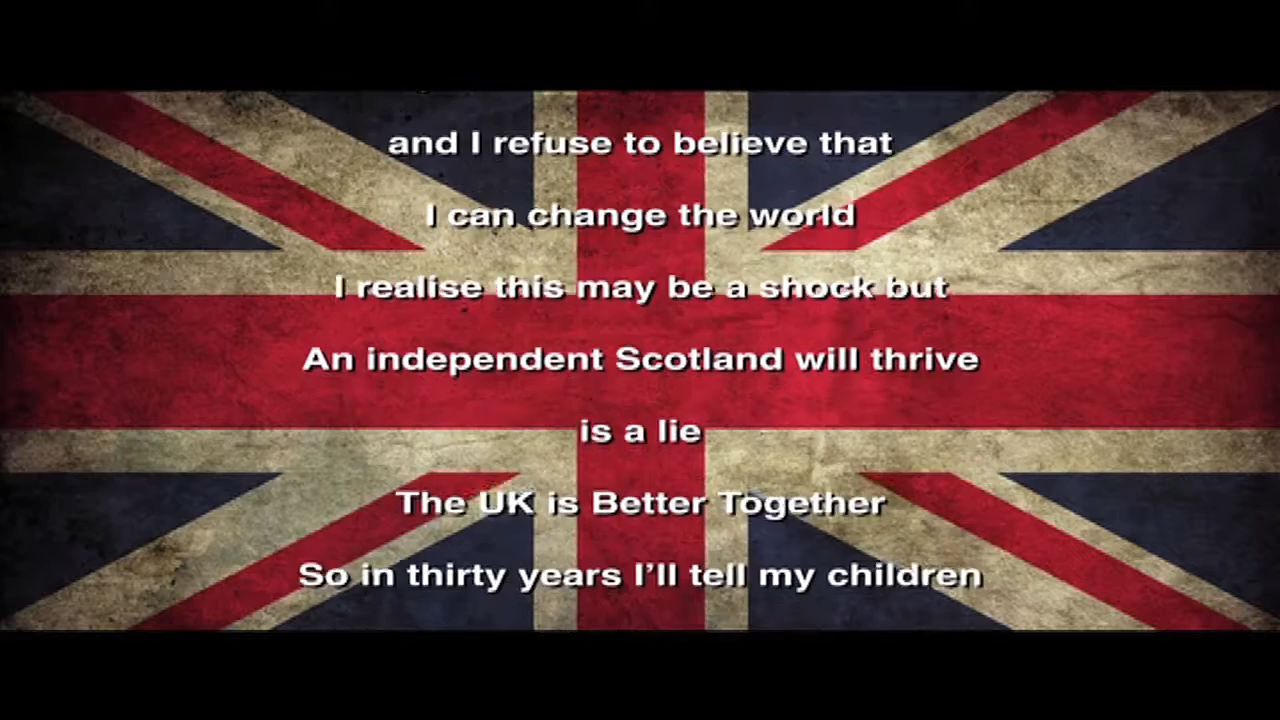 and I refuse to believe that
I can change the world
I realise this may be a shock but
An independent Scotland will thrive
is a lie
The UK is Better Together
So in thirty years I'll tell my children